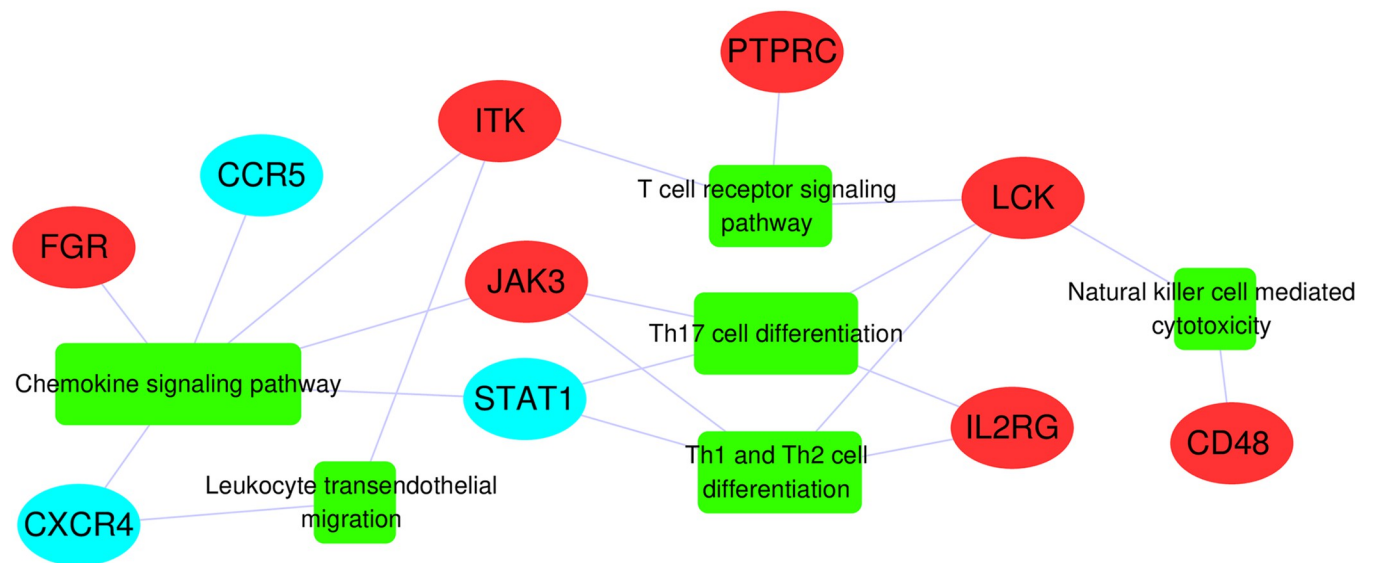 PTPRC
ITK
CCR5
T cell receptor signaling
pathway
LCK
FGR
JAK3
Natural killer cell mediated
cytotoxicity
Th17 cell differentiation
Chemokine signaling pathway
STAT1
IL2RG
CD48
Th1 and Th2 cell
differentiation
Leukocyte transendothelial
migration
CXCR4